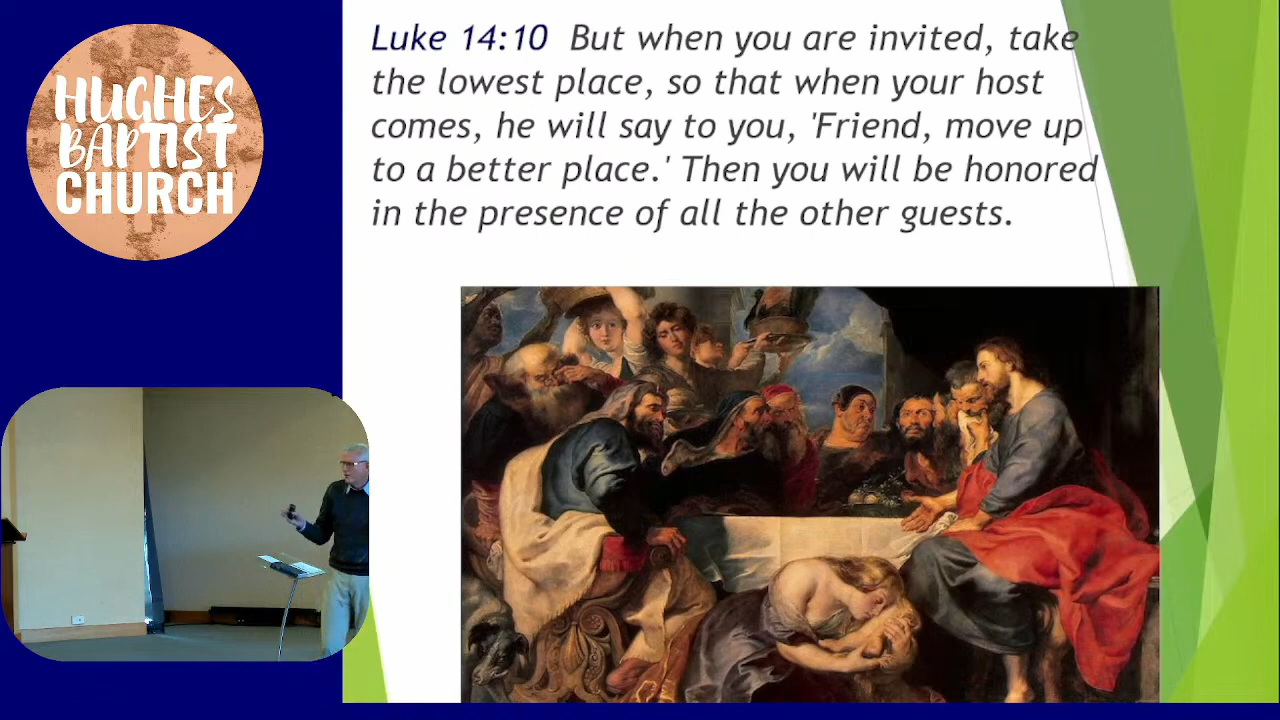 HUGHES
BAPTIST
CHURCH
Luke 14:10 But when you are invited, take
the lowest place, so that when your host
comes, he will say to you, 'Friend, move up
to a better place.' Then you will be honored
in the presence of all the other guests.